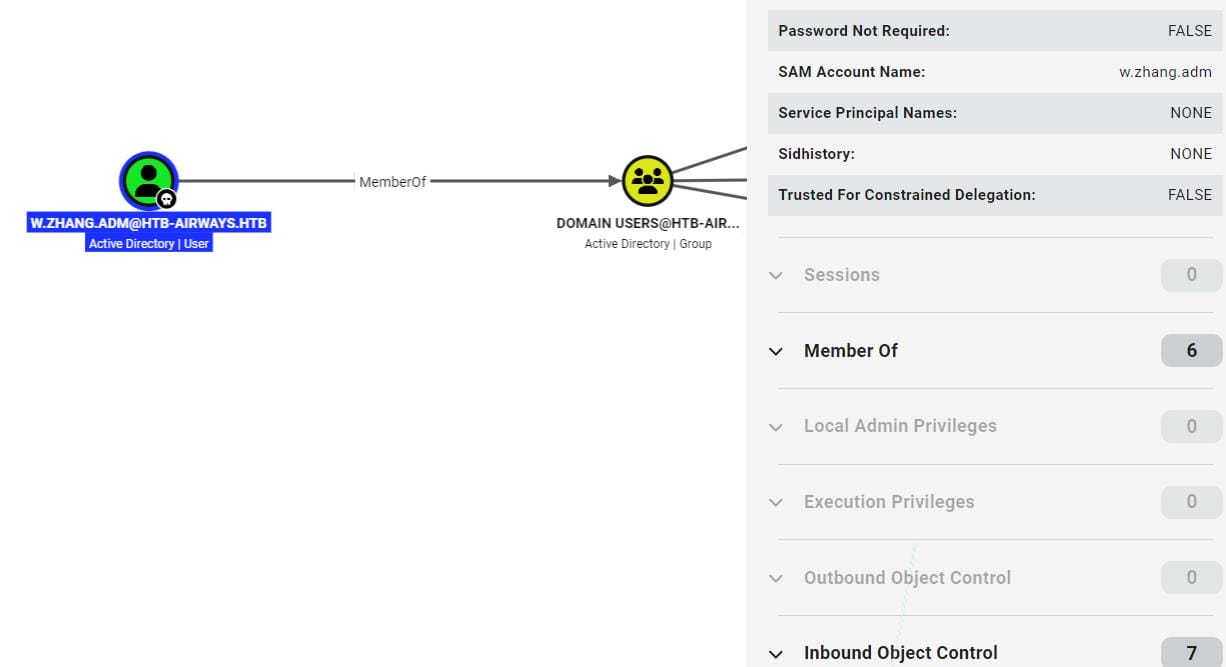 MemberOf
W.ZHANG.ADM@HTB-AIRWAYS.HTB
Active Directory | User
DOMAIN USERS@HTB-AIR...
Active Directory | Group
Password Not Required: FALSE
SAM Account Name: w.zhang.adm
Service Principal Names: NONE
Sidhistory: NONE
Trusted For Constrained Delegation: FALSE
Sessions 0
Member Of 6
Local Admin Privileges 0
Execution Privileges 0
Outbound Object Control 0
Inbound Object Control 7